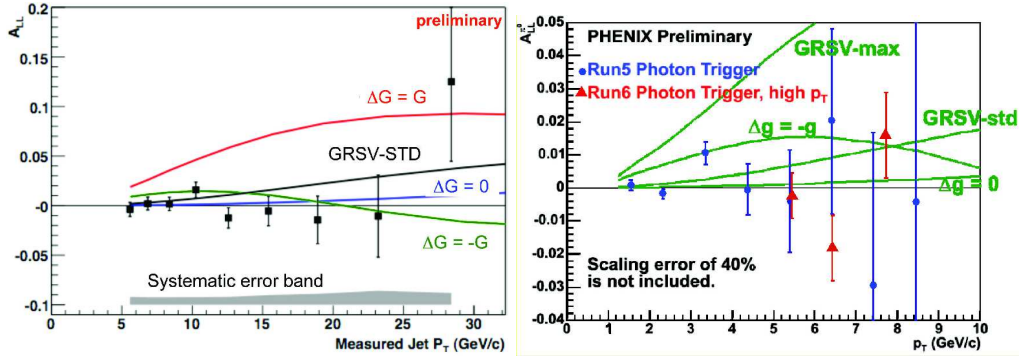 A_LL
0.2
0.15
0.1
0.05
-0
-0.05
-0.1
preliminary
ΔG = G
GRSV-STD
ΔG = 0
ΔG = -G
Systematic error band
0 5 10 15 20 25 30
Measured Jet P_T (GeV/c)
A_LL^π⁰
0.05
0.04
0.03
0.02
0.01
0
-0.01
-0.02
-0.03
-0.04
PHENIX Preliminary
GRSV-max
Run5 Photon Trigger
Run6 Photon Trigger, high p_T
GRSV-std
Δg = -g
Δg = 0
Scaling error of 40%
is not included.
0 1 2 3 4 5 6 7 8 9 10
p_T (GeV/c)